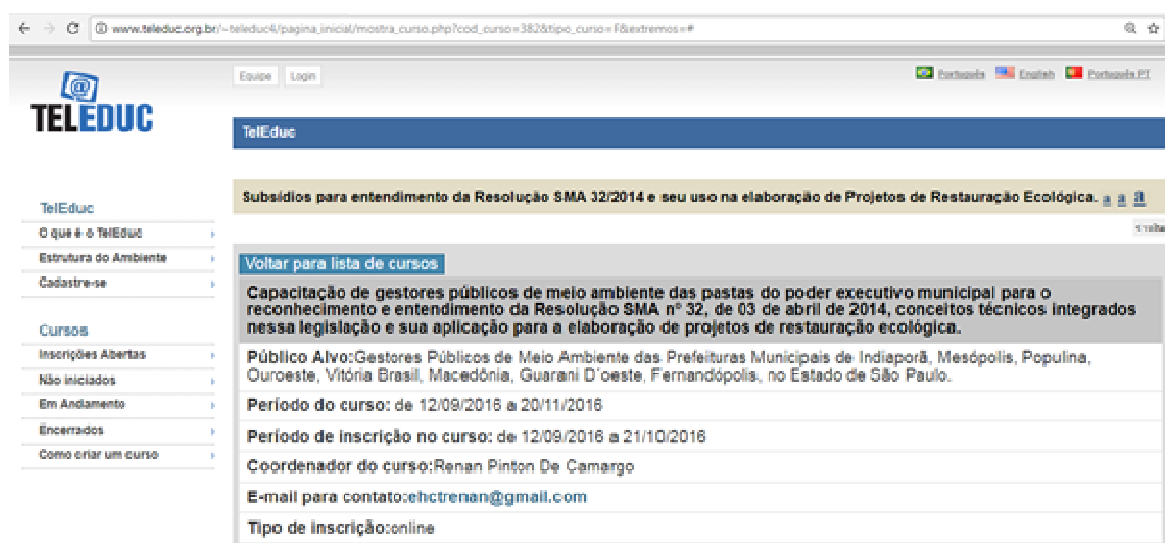 www.teleduc.org.br/~teleduc4/pagina_inicial/mostra_curso.php?cod_curso=382&tipo_curso=F&extremos=#
Equipe Login
Português English Português PT
@
TELEDUC
TelEduc
Subsídios para entendimento da Resolução SMA 32/2014 e seu uso na elaboração de Projetos de Restauração Ecológica. a a a
TelEduc
O que é o TelEduc
Estrutura do Ambiente
Cadastre-se
Cursos
Inscrições Abertas
Não iniciados
Em Andamento
Encerrados
Como criar um curso
Voltar para lista de cursos
Capacitação de gestores públicos de meio ambiente das pastas do poder executivo municipal para o
reconhecimento e entendimento da Resolução SMA nº 32, de 03 de abril de 2014, conceitos técnicos integrados
nessa legislação e sua aplicação para a elaboração de projetos de restauração ecológica.
Público Alvo:Gestores Públicos de Meio Ambiente das Prefeituras Municipais de Indiaporã, Mesópolis, Populina,
Ouroeste, Vitória Brasil, Macedônia, Guarani D'oeste, Fernandópolis, no Estado de São Paulo.
Período do curso: de 12/09/2016 a 20/11/2016
Período de inscrição no curso: de 12/09/2016 a 21/10/2016
Coordenador do curso:Renan Pinton De Camargo
E-mail para contato:ehctrenan@gmail.com
Tipo de inscrição:online